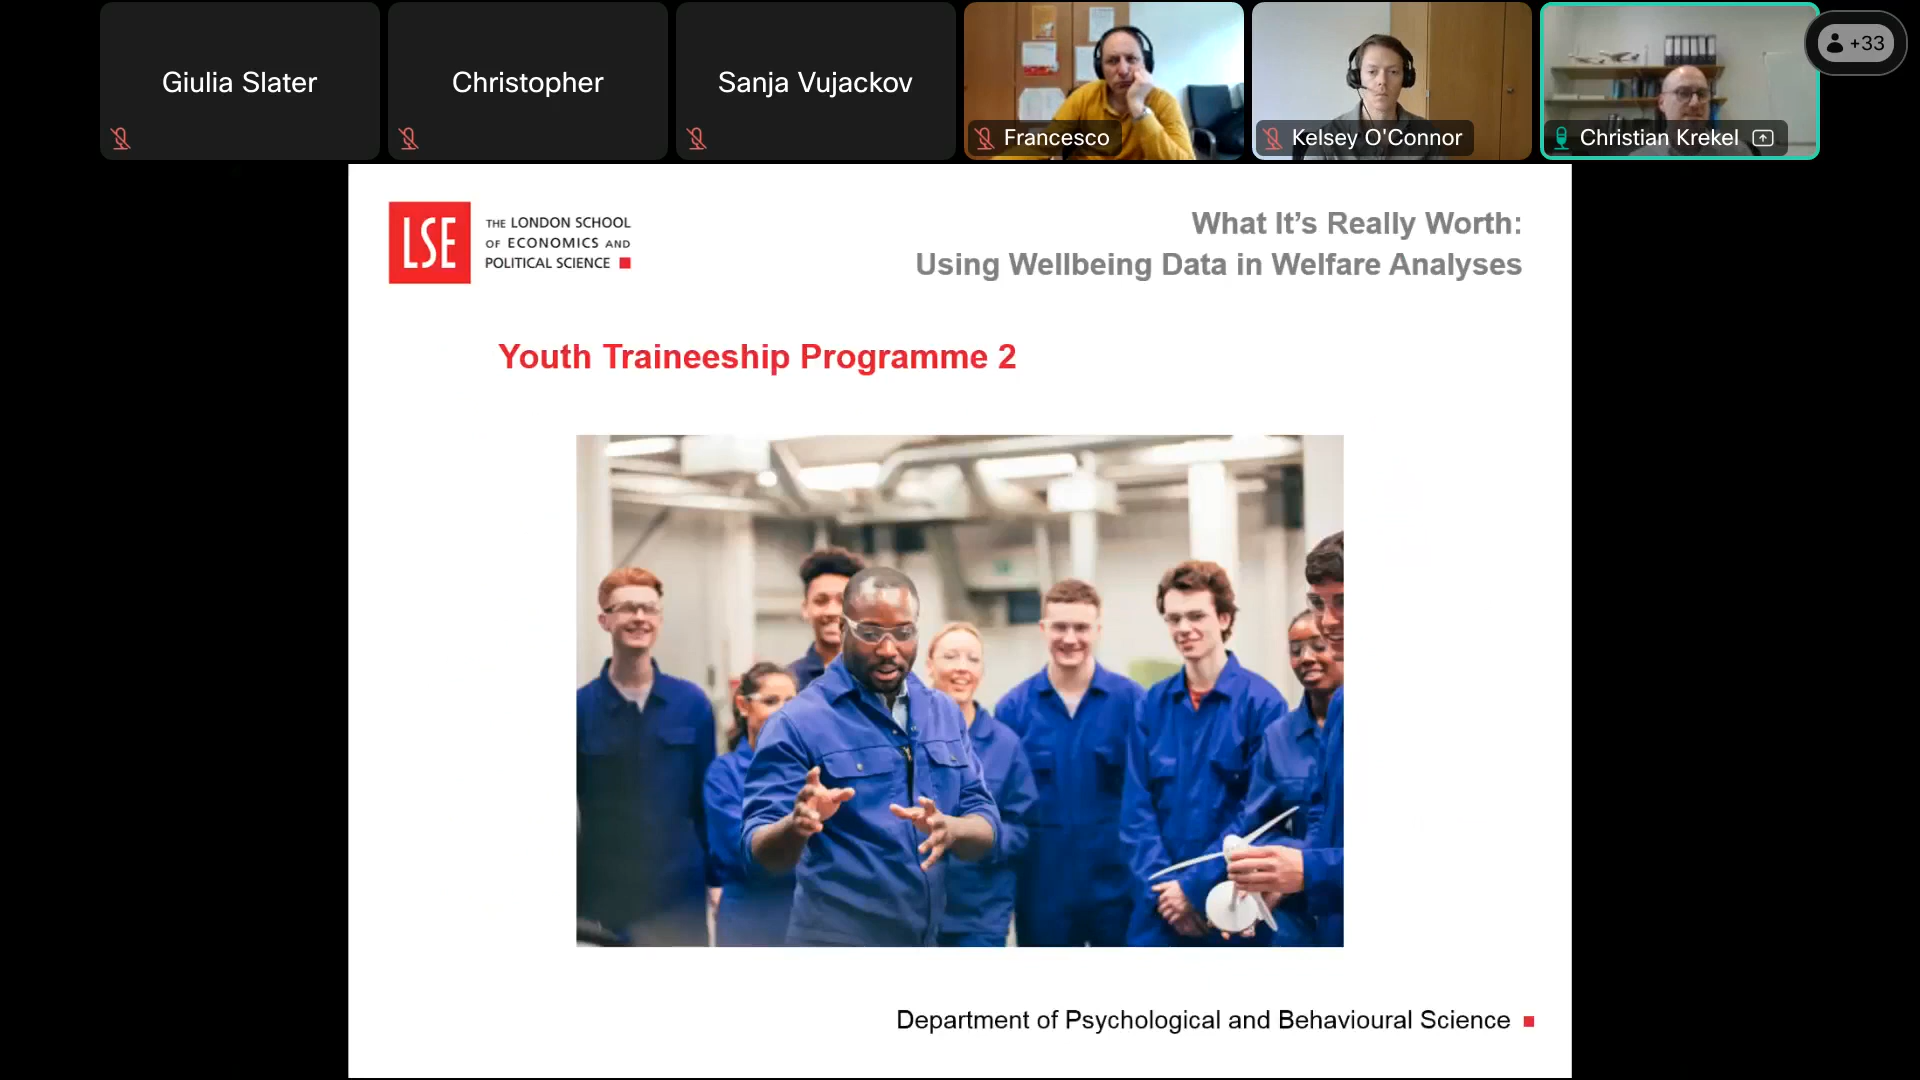 Giulia Slater
Christopher
Sanja Vujackov
Francesco
Kelsey O'Connor
Christian Krekel
+33
LSE
THE LONDON SCHOOL
OF ECONOMICS AND
POLITICAL SCIENCE
What It’s Really Worth:
Using Wellbeing Data in Welfare Analyses
Youth Traineeship Programme 2
Department of Psychological and Behavioural Science